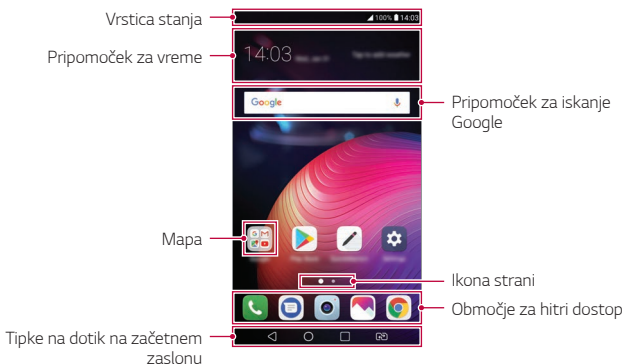 Vrstica stanja
100% 14:03
Pripomoček za vreme
14:03
Google
Pripomoček za iskanje
Google
Mapa
Ikona strani
Območje za hitri dostop
Tipke na dotik na začetnem
zaslonu